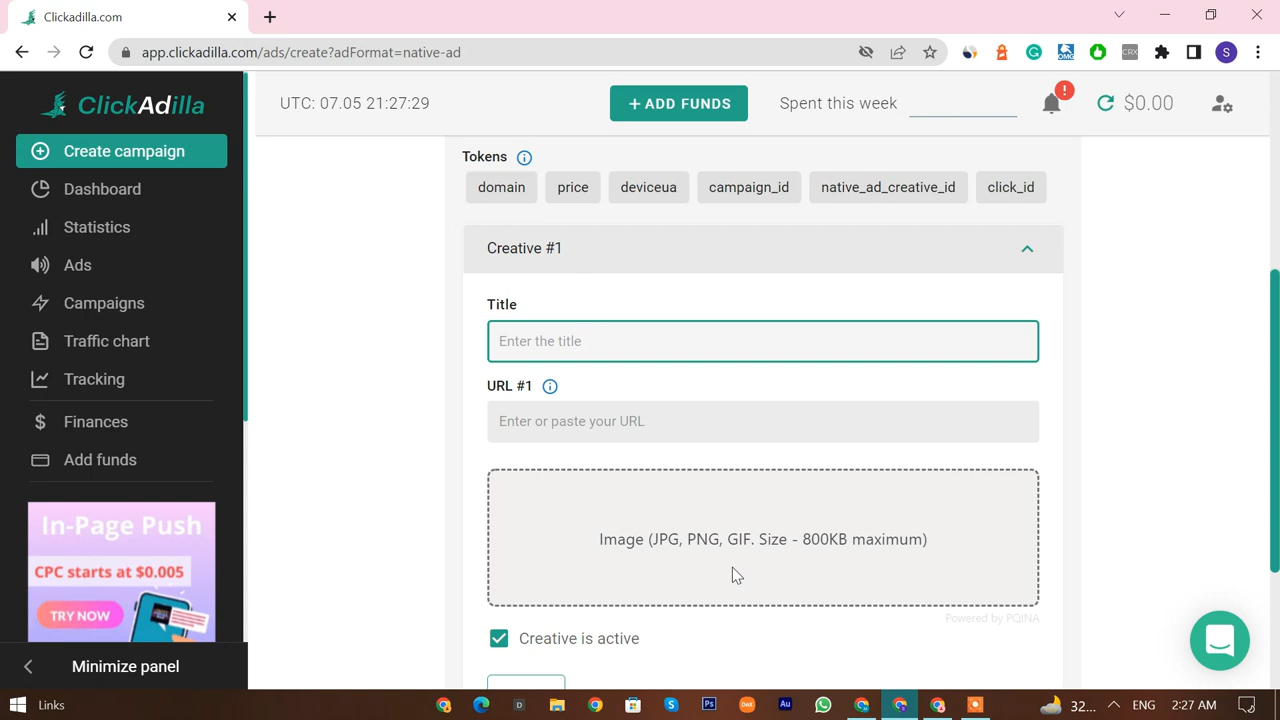 Clickadilla.com
app.clickadilla.com/ads/create?adFormat=native-ad
S
ClickAdilla
UTC: 07.05 21:27:29
+ ADD FUNDS
Spent this week
!
$0.00
Create campaign
Dashboard
Statistics
Ads
Campaigns
Traffic chart
Tracking
Finances
Add funds
In-Page Push
CPC starts at $0.005
TRY NOW
Minimize panel
Tokens
domain
price
deviceua
campaign_id
native_ad_creative_id
click_id
Creative #1
Title
Enter the title
URL #1
Enter or paste your URL
Image (JPG, PNG, GIF. Size - 800KB maximum)
Powered by PQINA
Creative is active
Links
32...
ENG
2:27 AM